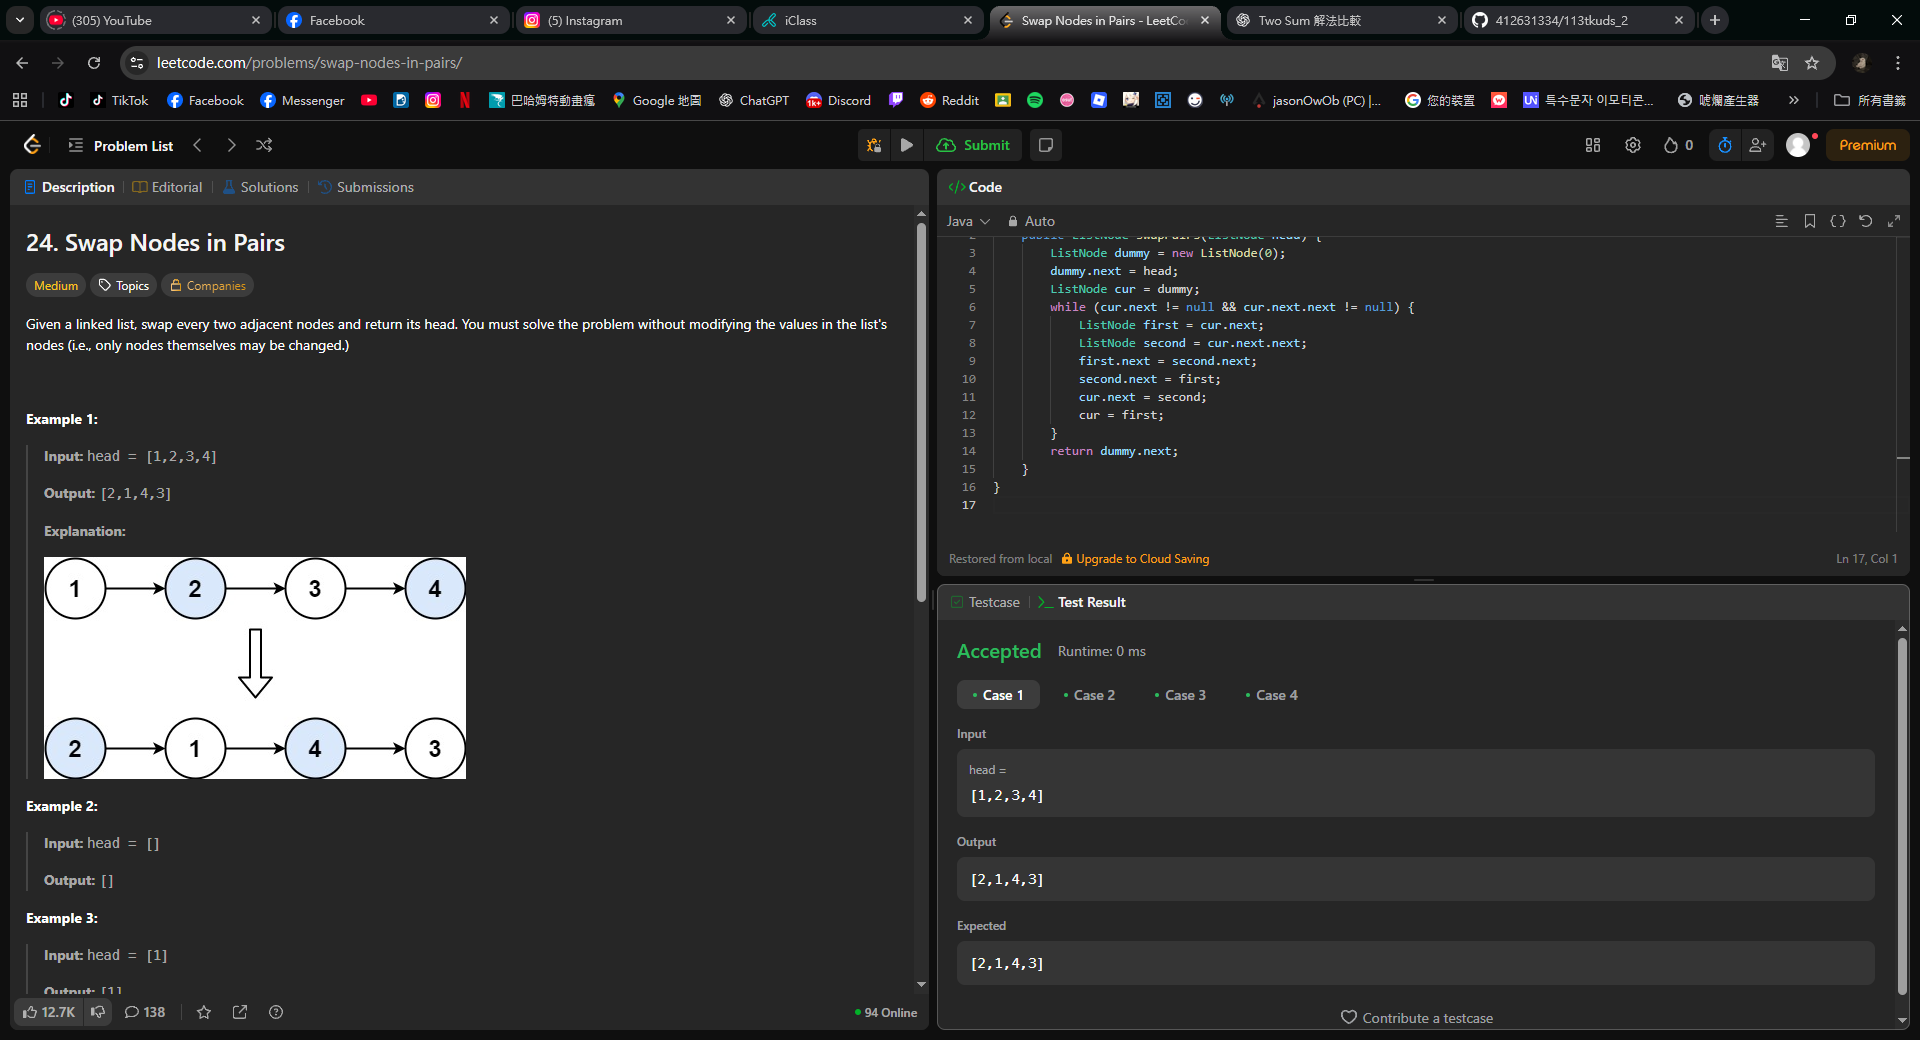 (305) YouTube
Facebook
(5) Instagram
iClass
Swap Nodes in Pairs - LeetCo
Two Sum 解法比較
412631334/113tkuds_2
leetcode.com/problems/swap-nodes-in-pairs/
TikTok
Facebook
Messenger
巴哈姆特動畫瘋
Google 地圖
ChatGPT
Discord
Reddit
jasonOwOb (PC) |...
您的裝置
UN 특수문자 이모티콘...
唬爛產生器
所有書籤
Problem List
Submit
0
Premium
Description
Editorial
Solutions
Submissions
24. Swap Nodes in Pairs
Medium
Topics
Companies
Given a linked list, swap every two adjacent nodes and return its head. You must solve the problem without modifying the values in the list's
nodes (i.e., only nodes themselves may be changed.)
Example 1:
Input: head = [1,2,3,4]
Output: [2,1,4,3]
Explanation:
1 2 3 4
2 1 4 3
Example 2:
Input: head = []
Output: []
Example 3:
Input: head = [1]
Output: [1]
12.7K
138
94 Online
</> Code
Java
Auto
2 public ListNode swapPairs(ListNode head) {
3 ListNode dummy = new ListNode(0);
4 dummy.next = head;
5 ListNode cur = dummy;
6 while (cur.next != null && cur.next.next != null) {
7 ListNode first = cur.next;
8 ListNode second = cur.next.next;
9 first.next = second.next;
10 second.next = first;
11 cur.next = second;
12 cur = first;
13 }
14 return dummy.next;
15 }
16 }
17
Restored from local
Upgrade to Cloud Saving
Ln 17, Col 1
Testcase
>_ Test Result
Accepted
Runtime: 0 ms
Case 1
Case 2
Case 3
Case 4
Input
head =
[1,2,3,4]
Output
[2,1,4,3]
Expected
[2,1,4,3]
Contribute a testcase